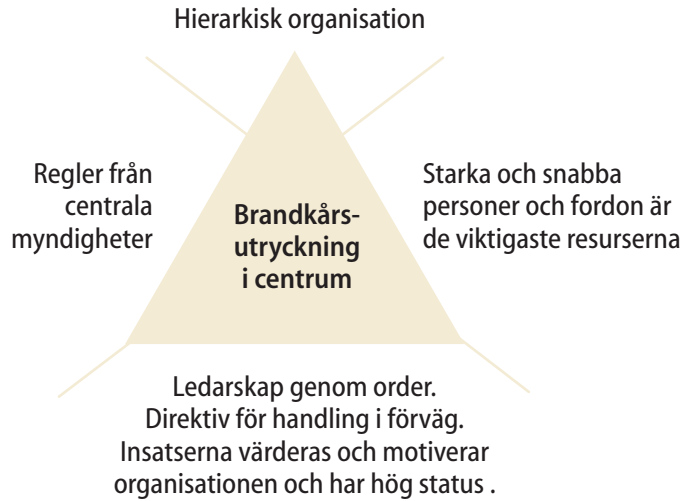 Hierarkisk organisation
Regler från
centrala
myndigheter
Brandkårs-
utryckning
i centrum
Starka och snabba
personer och fordon är
de viktigaste resurserna
Ledarskap genom order.
Direktiv för handling i förväg.
Insatserna värderas och motiverar
organisationen och har hög status .